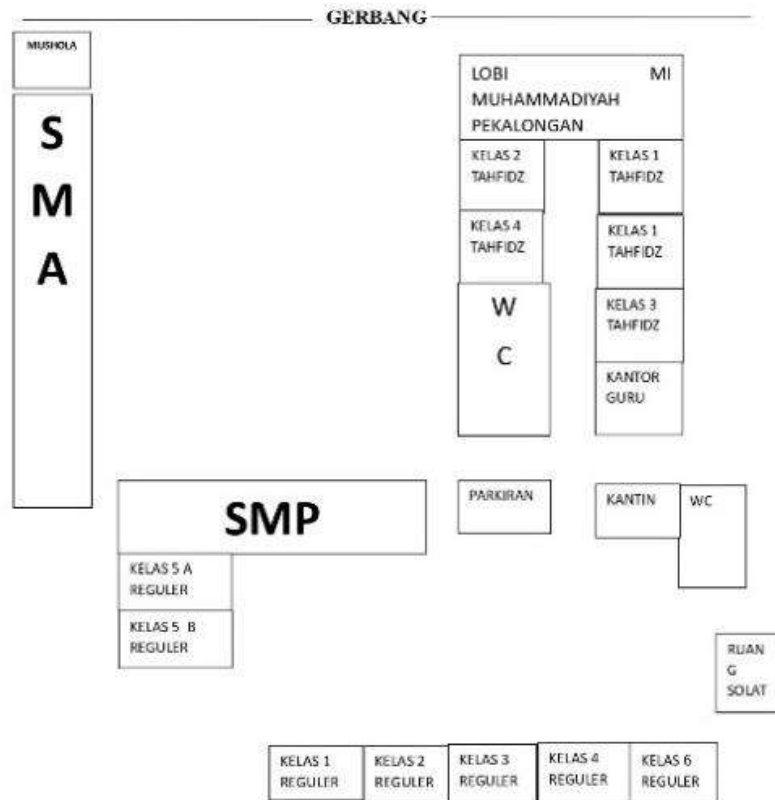 GERBANG
MUSHOLA
S
M
A
LOBI MI
MUHAMMADIYAH
PEKALONGAN
KELAS 2
TAHFIDZ
KELAS 1
TAHFIDZ
KELAS 4
TAHFIDZ
KELAS 1
TAHFIDZ
W
C
KELAS 3
TAHFIDZ
KANTOR
GURU
SMP
PARKIRAN
KANTIN
WC
KELAS 5 A
REGULER
KELAS 5 B
REGULER
RUAN
G
SOLAT
KELAS 1
REGULER
KELAS 2
REGULER
KELAS 3
REGULER
KELAS 4
REGULER
KELAS 6
REGULER